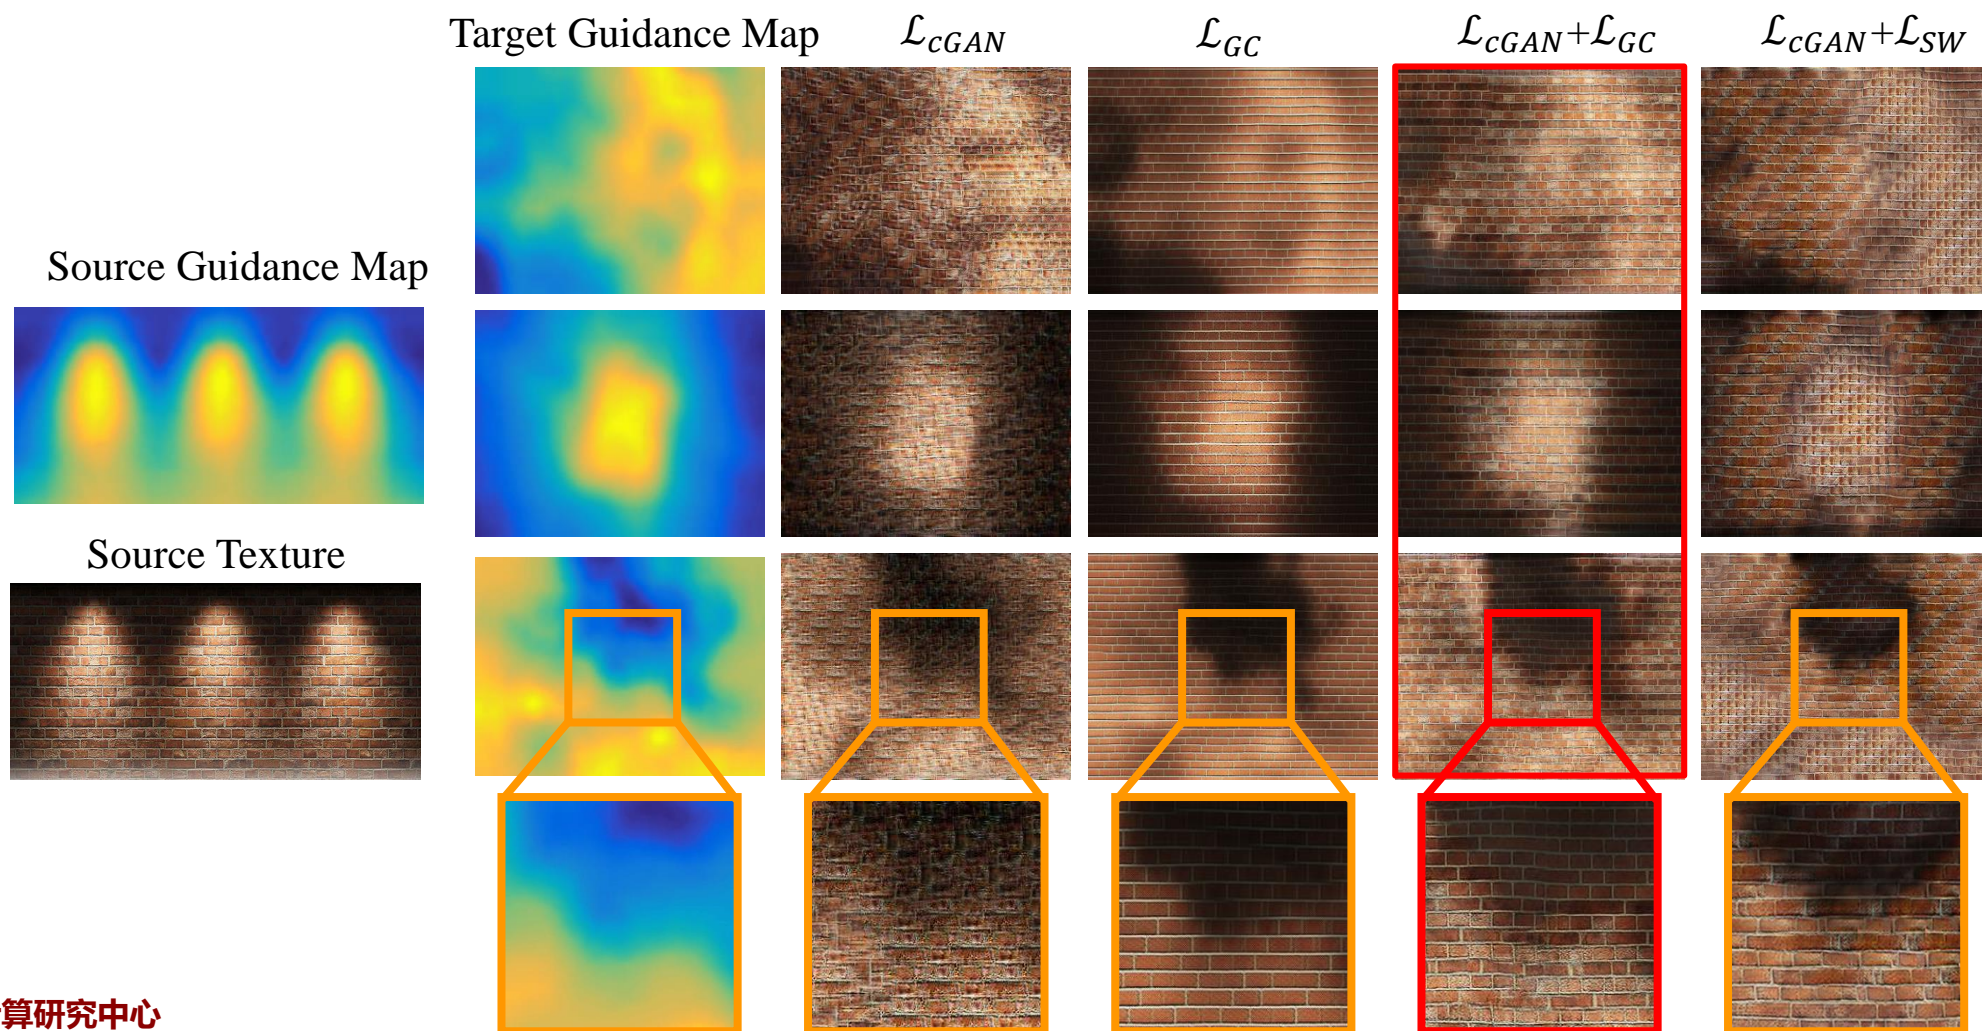 Target Guidance Map
ℒcGAN
ℒGC
ℒcGAN+ℒGC
ℒcGAN+ℒSW
Source Guidance Map
Source Texture
算研究中心